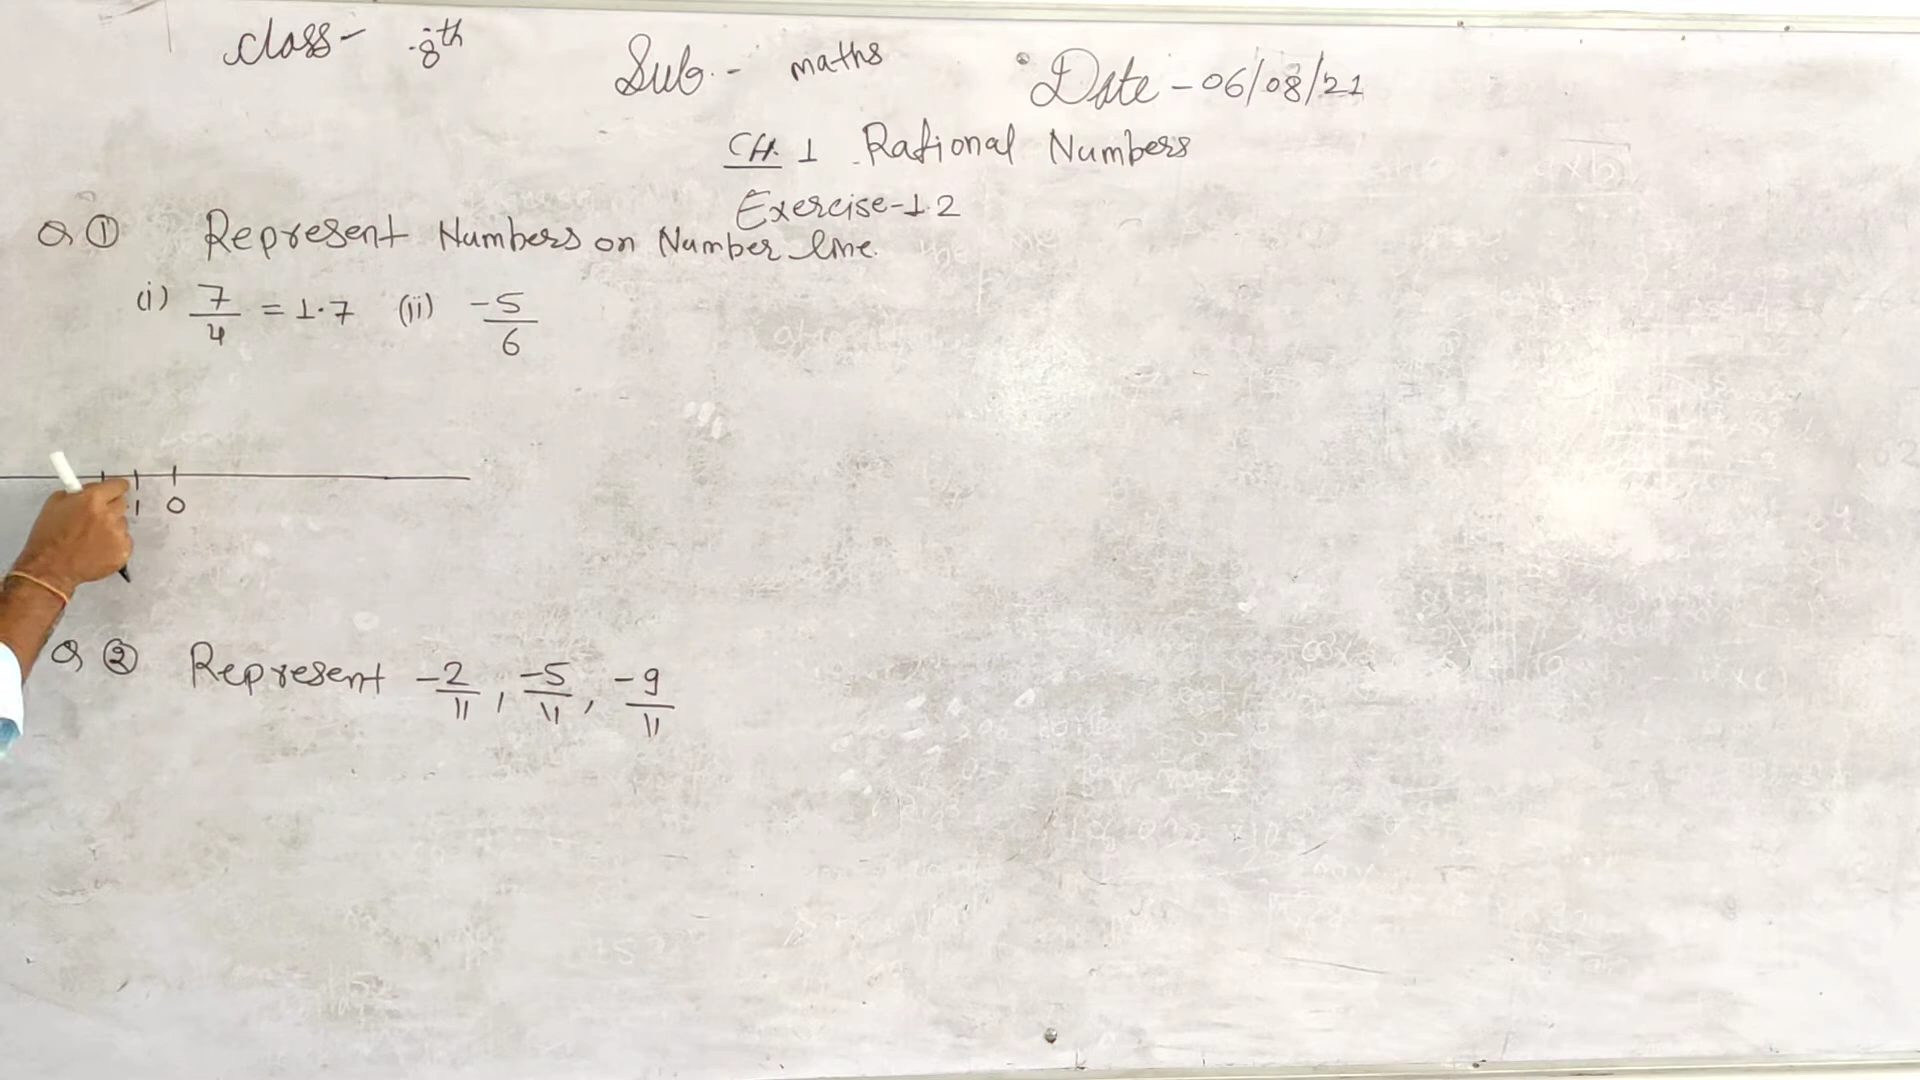 class - 8th Sub. - maths Date - 06/08/21
CH. 1 Rational Numbers
Exercise-1.2
Q ① Represent Numbers on Number line.
(i) 7/4 = 1.7 (ii) -5/6
1 0
Q ② Represent -2/11, -5/11, -9/11